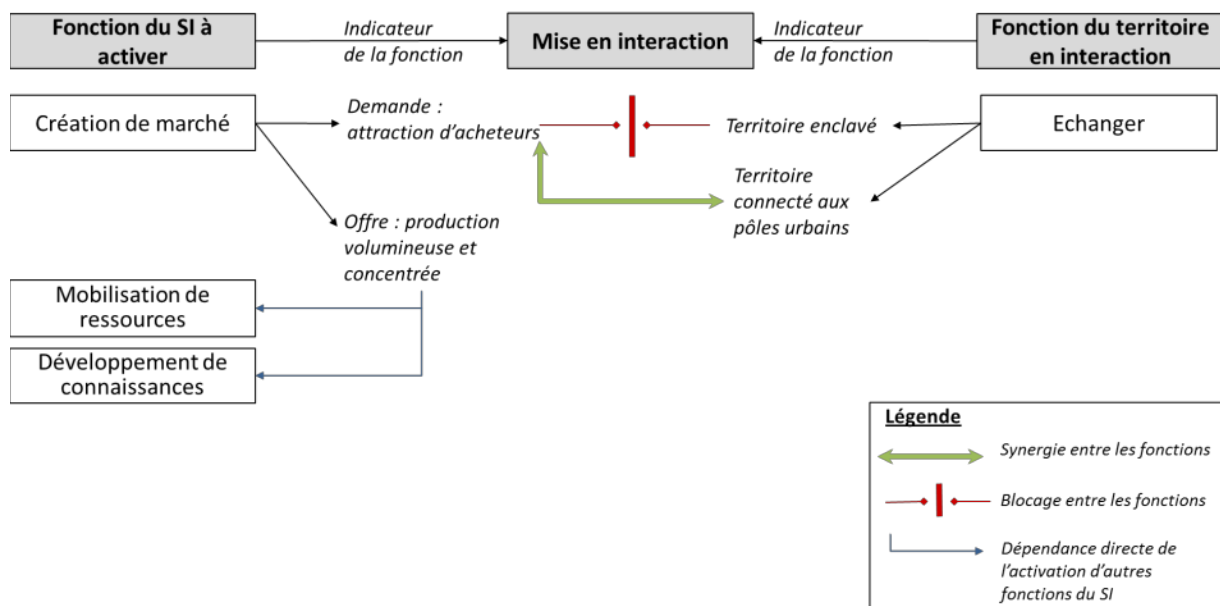 Fonction du SI à
activer
Indicateur
de la fonction
Mise en interaction
Indicateur
de la fonction
Fonction du territoire
en interaction
Création de marché
Demande :
attraction d'acheteurs
Territoire enclavé
Echanger
Territoire
connecté aux
pôles urbains
Offre : production
volumineuse et
concentrée
Mobilisation de
ressources
Développement de
connaissances
Légende
Synergie entre les fonctions
Blocage entre les fonctions
Dépendance directe de
l'activation d'autres
fonctions du SI